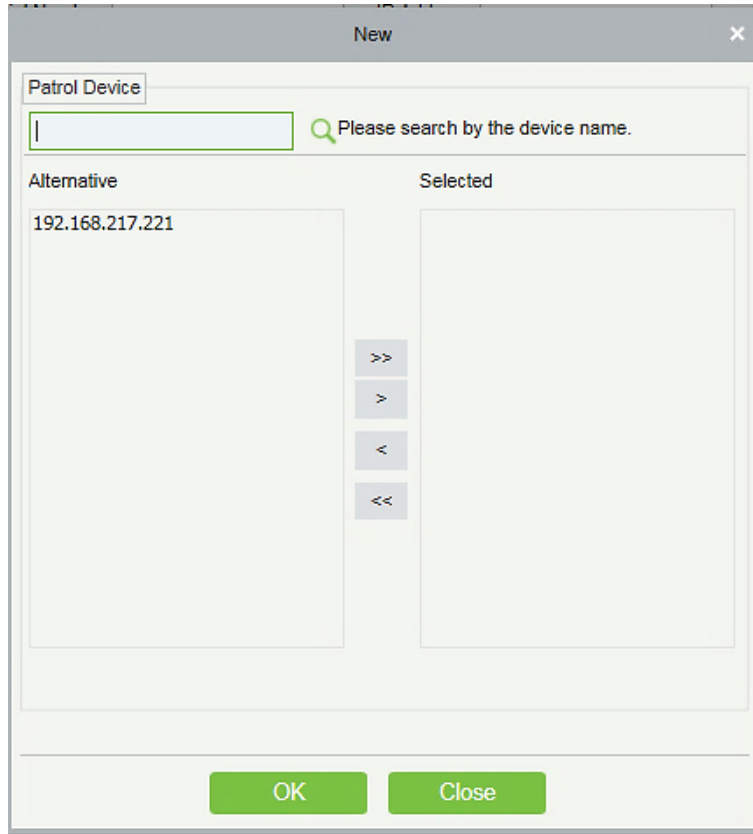 New
×
Patrol Device
Please search by the device name.
Alternative
Selected
192.168.217.221
>>
>
<
<<
OK
Close